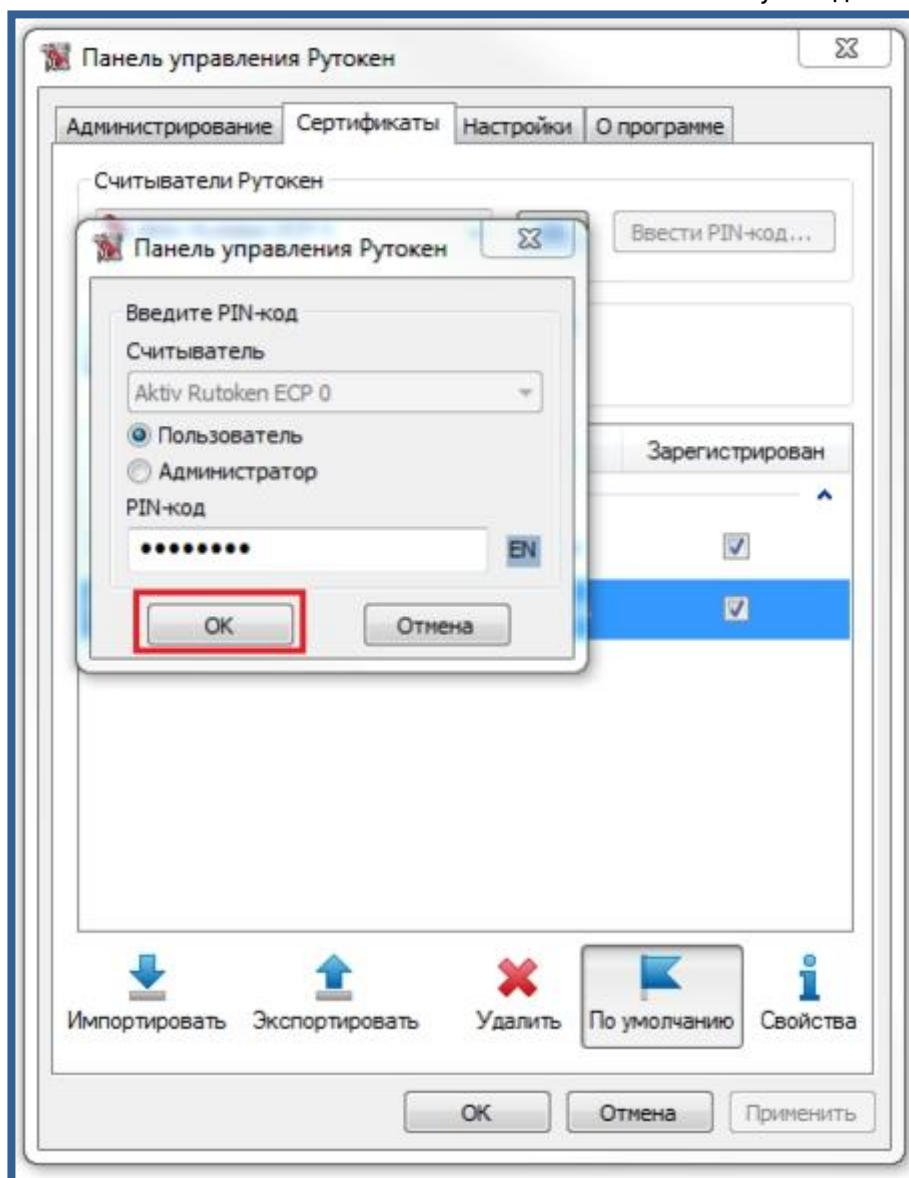 Панель управления Рутокен
Администрирование Сертификаты Настройки О программе
Считыватели Рутокен
Ввести PIN-код...
Панель управления Рутокен
Введите PIN-код
Считыватель
Aktiv Rutoken ECP 0
Пользователь
Администратор
PIN-код
•••••••• EN
ОК Отмена
Зарегистрирован
Импортировать Экспортировать Удалить По умолчанию Свойства
ОК Отмена Применить